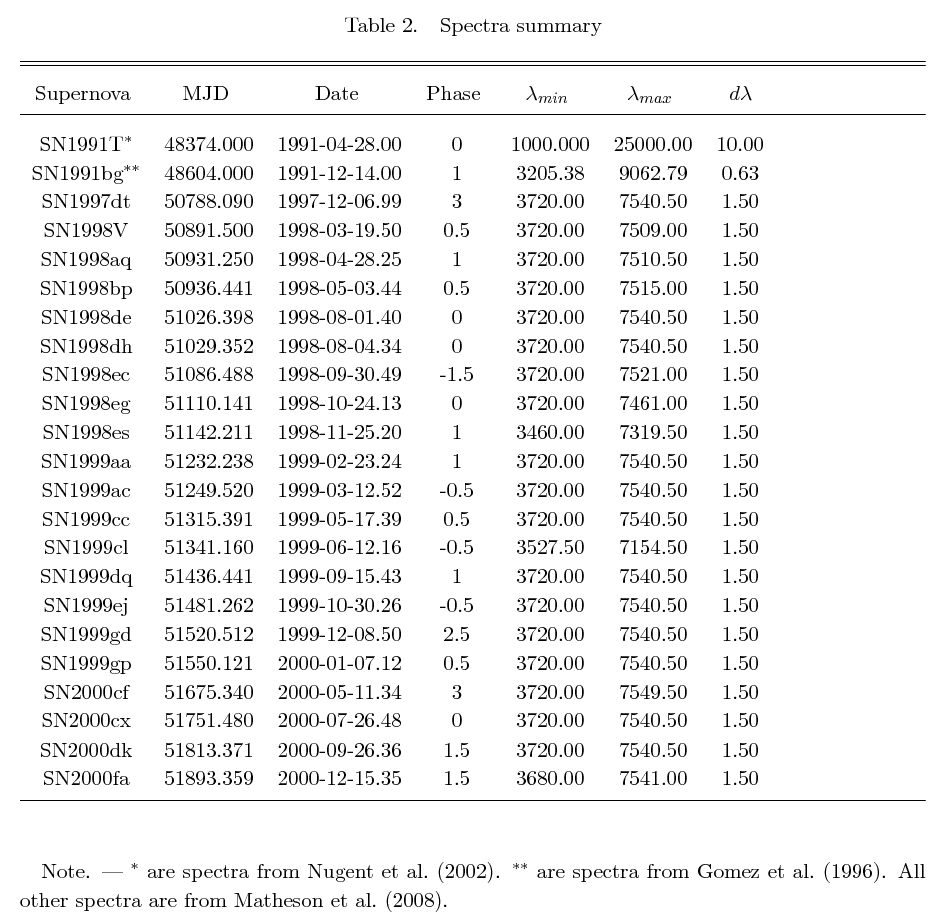 Table 2. Spectra summary
Supernova MJD Date Phase λmin λmax dλ
SN1991T* 48374.000 1991-04-28.00 0 1000.000 25000.00 10.00
SN1991bg** 48604.000 1991-12-14.00 1 3205.38 9062.79 0.63
SN1997dt 50788.090 1997-12-06.99 3 3720.00 7540.50 1.50
SN1998V 50891.500 1998-03-19.50 0.5 3720.00 7509.00 1.50
SN1998aq 50931.250 1998-04-28.25 1 3720.00 7510.50 1.50
SN1998bp 50936.441 1998-05-03.44 0.5 3720.00 7515.00 1.50
SN1998de 51026.398 1998-08-01.40 0 3720.00 7540.50 1.50
SN1998dh 51029.352 1998-08-04.34 0 3720.00 7540.50 1.50
SN1998ec 51086.488 1998-09-30.49 -1.5 3720.00 7521.00 1.50
SN1998eg 51110.141 1998-10-24.13 0 3720.00 7461.00 1.50
SN1998es 51142.211 1998-11-25.20 1 3460.00 7319.50 1.50
SN1999aa 51232.238 1999-02-23.24 1 3720.00 7540.50 1.50
SN1999ac 51249.520 1999-03-12.52 -0.5 3720.00 7540.50 1.50
SN1999cc 51315.391 1999-05-17.39 0.5 3720.00 7540.50 1.50
SN1999cl 51341.160 1999-06-12.16 -0.5 3527.50 7154.50 1.50
SN1999dq 51436.441 1999-09-15.43 1 3720.00 7540.50 1.50
SN1999ej 51481.262 1999-10-30.26 -0.5 3720.00 7540.50 1.50
SN1999gd 51520.512 1999-12-08.50 2.5 3720.00 7540.50 1.50
SN1999gp 51550.121 2000-01-07.12 0.5 3720.00 7540.50 1.50
SN2000cf 51675.340 2000-05-11.34 3 3720.00 7549.50 1.50
SN2000cx 51751.480 2000-07-26.48 0 3720.00 7540.50 1.50
SN2000dk 51813.371 2000-09-26.36 1.5 3720.00 7540.50 1.50
SN2000fa 51893.359 2000-12-15.35 1.5 3680.00 7541.00 1.50
Note. — * are spectra from Nugent et al. (2002). ** are spectra from Gomez et al. (1996). All
other spectra are from Matheson et al. (2008).